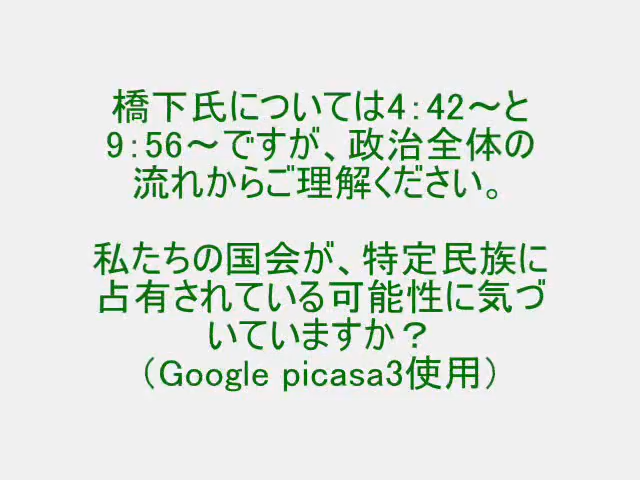 橋下氏については4：42～と
9：56～ですが、政治全体の
流れからご理解ください。
私たちの国会が、特定民族に
占有されている可能性に気づ
いていますか？
（Google picasa3使用）